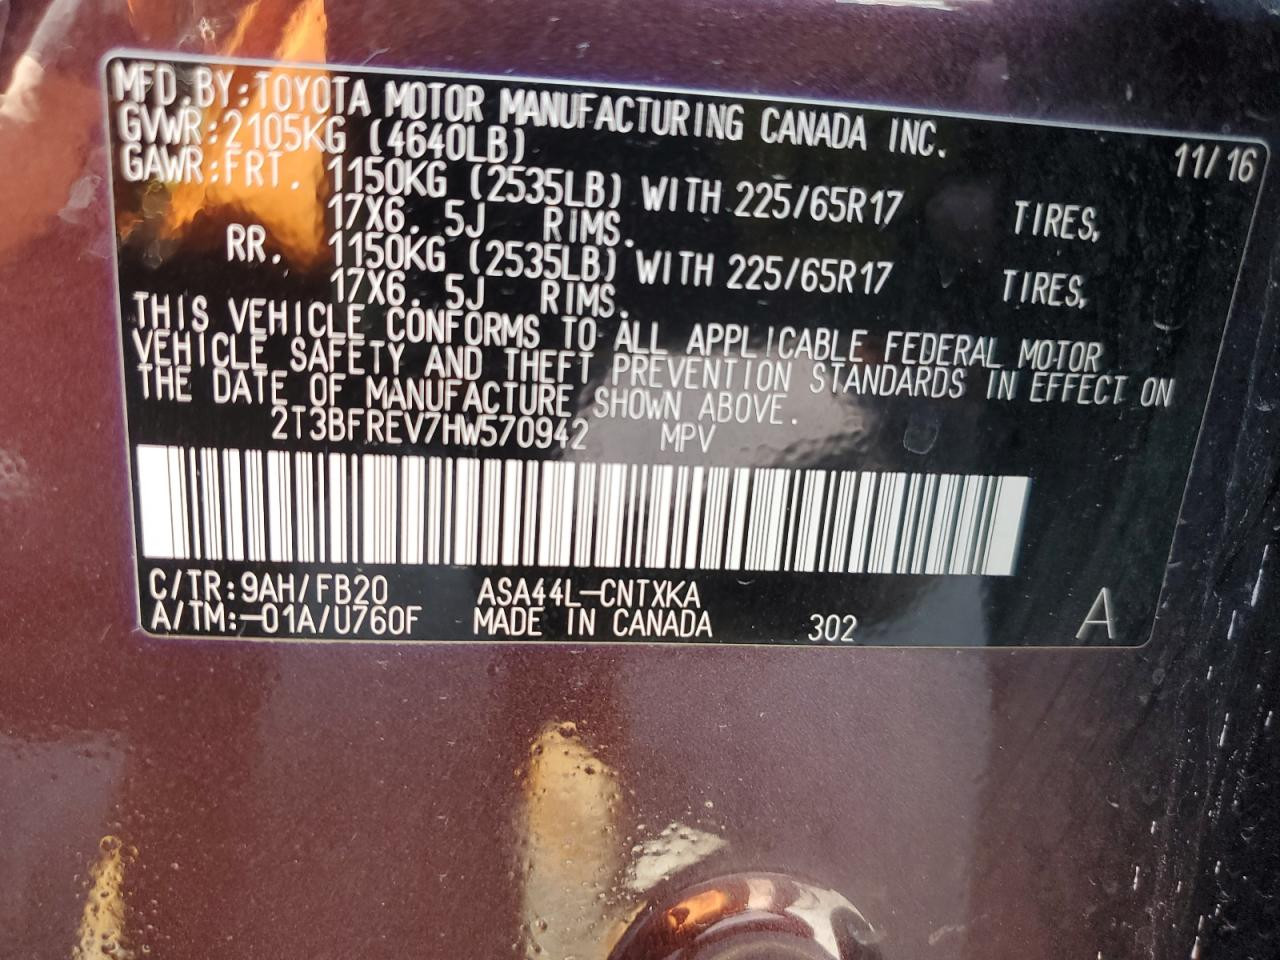 MFD.BY:TOYOTA MOTOR MANUFACTURING CANADA INC.
GVWR:2105KG (4640LB) 11/16
GAWR:FRT. 1150KG (2535LB) WITH 225/65R17 TIRES,
17X6.5J RIMS.
RR. 1150KG (2535LB) WITH 225/65R17 TIRES,
17X6.5J RIMS.
THIS VEHICLE CONFORMS TO ALL APPLICABLE FEDERAL MOTOR
VEHICLE SAFETY AND THEFT PREVENTION STANDARDS IN EFFECT ON
THE DATE OF MANUFACTURE SHOWN ABOVE.
2T3BFREV7HW570942 MPV
C/TR:9AH/FB20 ASA44L-CNTXKA
A/TM:-01A/U760F MADE IN CANADA 302 A